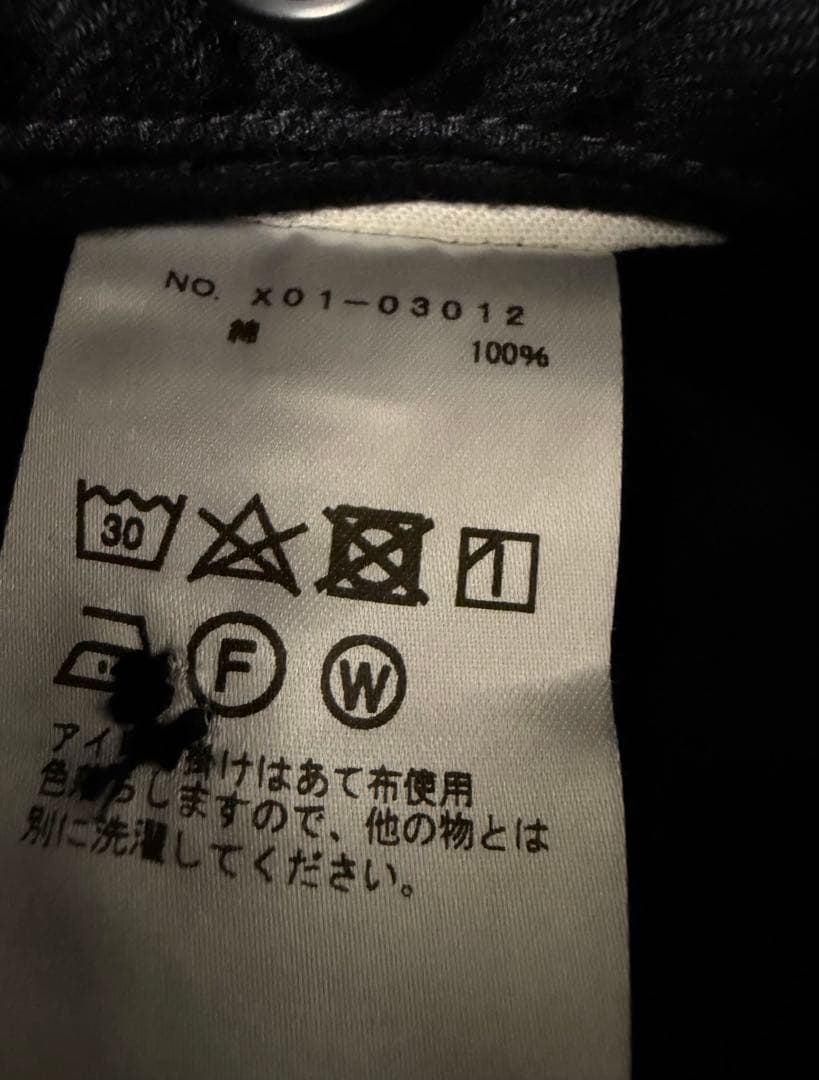 NO. X01-03012
綿 100%
30
F W
アイ 掛けはあて布使用
色 ちしますので、他の物とは
別に洗濯してください。